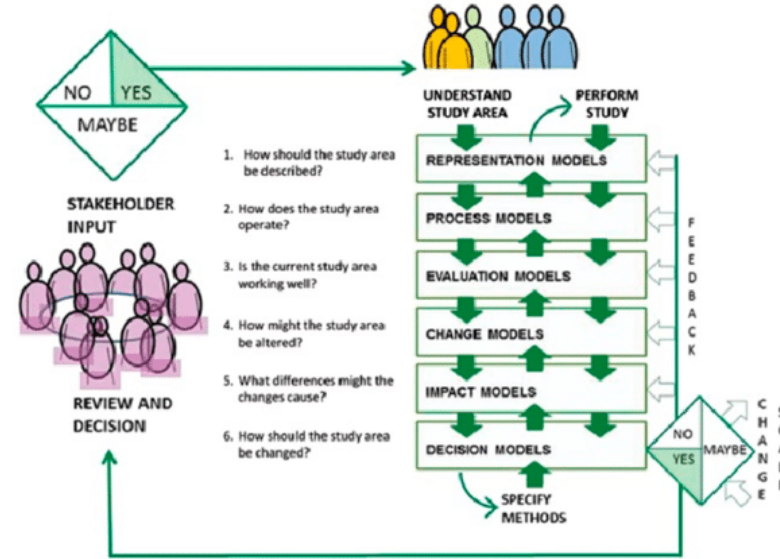 NO YES
MAYBE
STAKEHOLDER
INPUT
REVIEW AND
DECISION
UNDERSTAND
STUDY AREA
PERFORM
STUDY
1. How should the study area
be described?
2. How does the study area
operate?
3. Is the current study area
working well?
4. How might the study area
be altered?
5. What differences might the
changes cause?
6. How should the study area
be changed?
REPRESENTATION MODELS
PROCESS MODELS
EVALUATION MODELS
CHANGE MODELS
IMPACT MODELS
DECISION MODELS
SPECIFY
METHODS
FEEDBACK
NO
YES
MAYBE
CHANGE